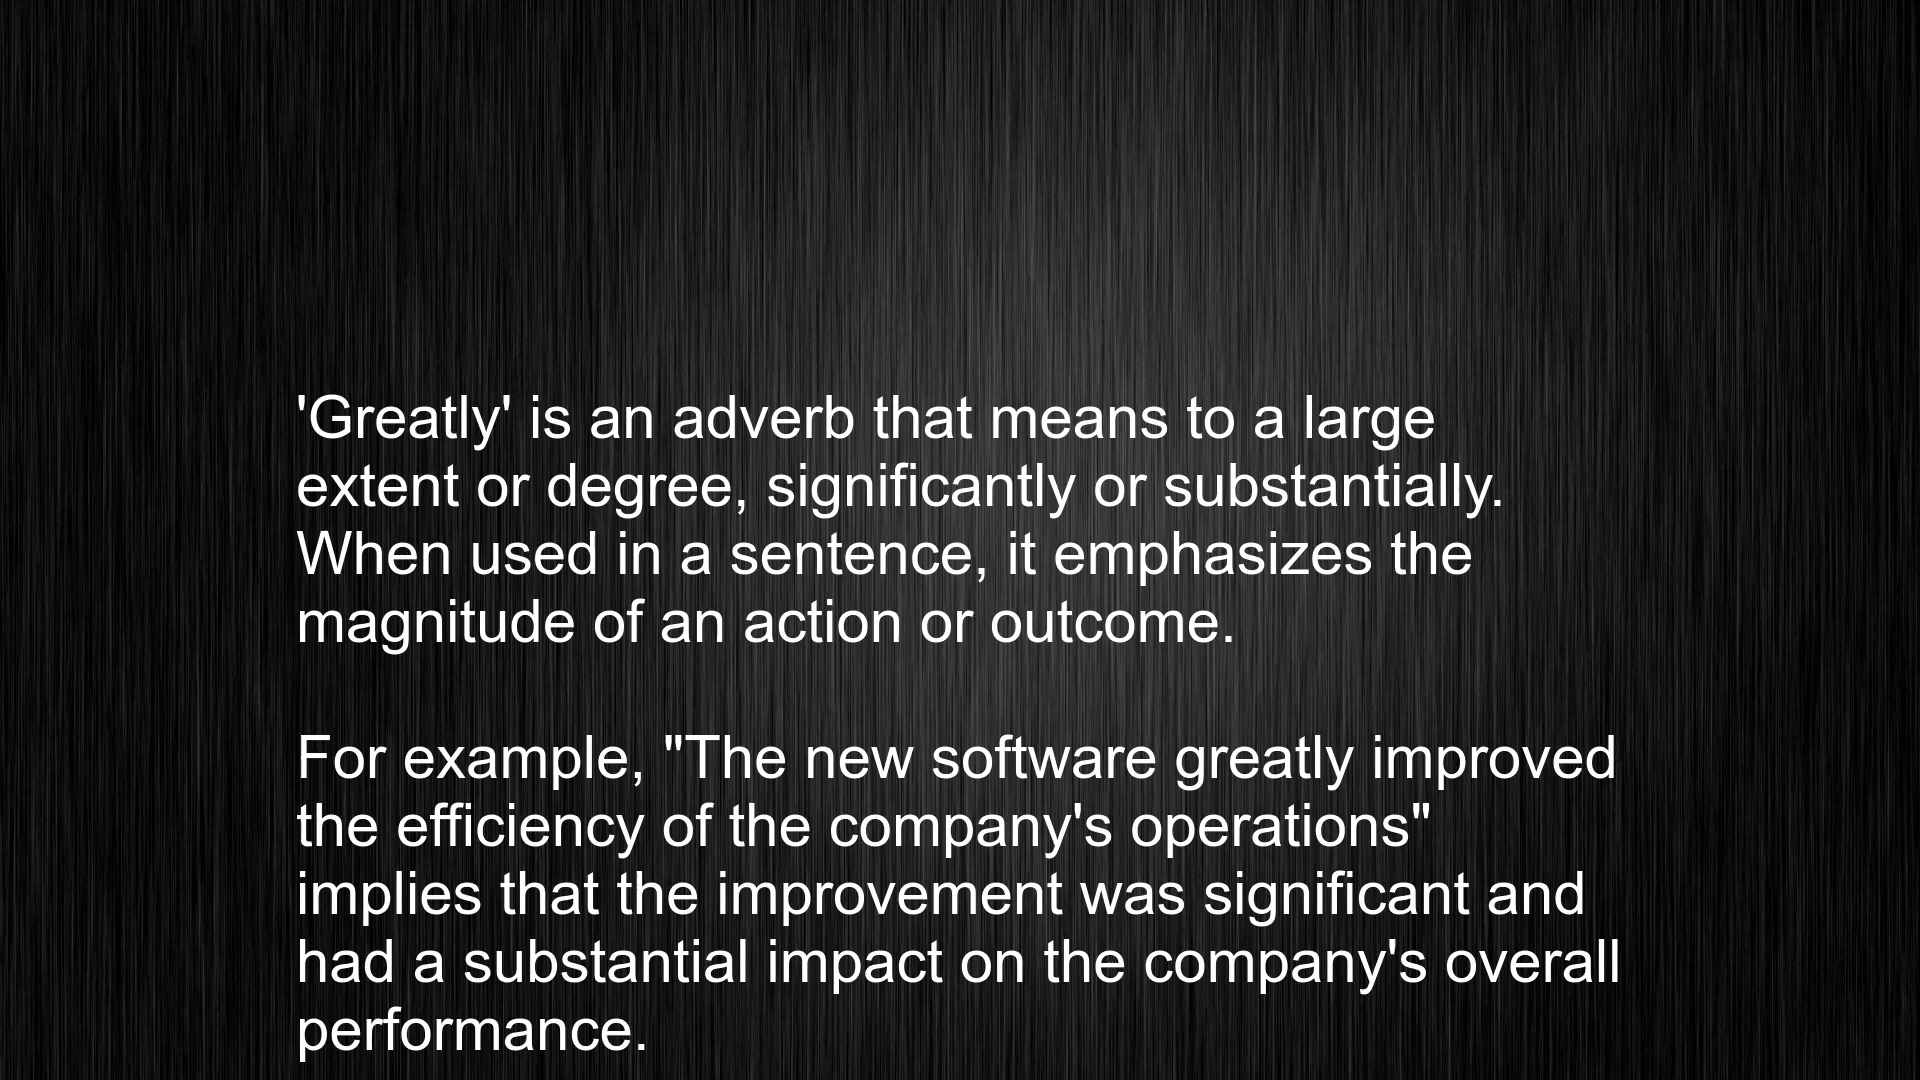 'Greatly' is an adverb that means to a large
extent or degree, significantly or substantially.
When used in a sentence, it emphasizes the
magnitude of an action or outcome.
For example, "The new software greatly improved
the efficiency of the company's operations"
implies that the improvement was significant and
had a substantial impact on the company's overall
performance.